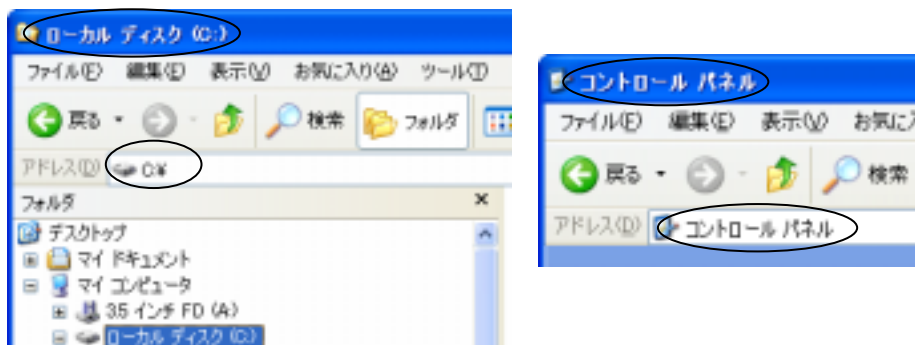 ローカル ディスク (C:)
ファイル(F) 編集(E) 表示(V) お気に入り(A) ツール(T)
戻る 検索 フォルダ
アドレス(D) C:¥
フォルダ ×
デスクトップ
マイ ドキュメント
マイ コンピュータ
3.5 インチ FD (A:)
ローカル ディスク (C:)
コントロール パネル
ファイル(F) 編集(E) 表示(V) お気に入
戻る 検索
アドレス(D) コントロール パネル